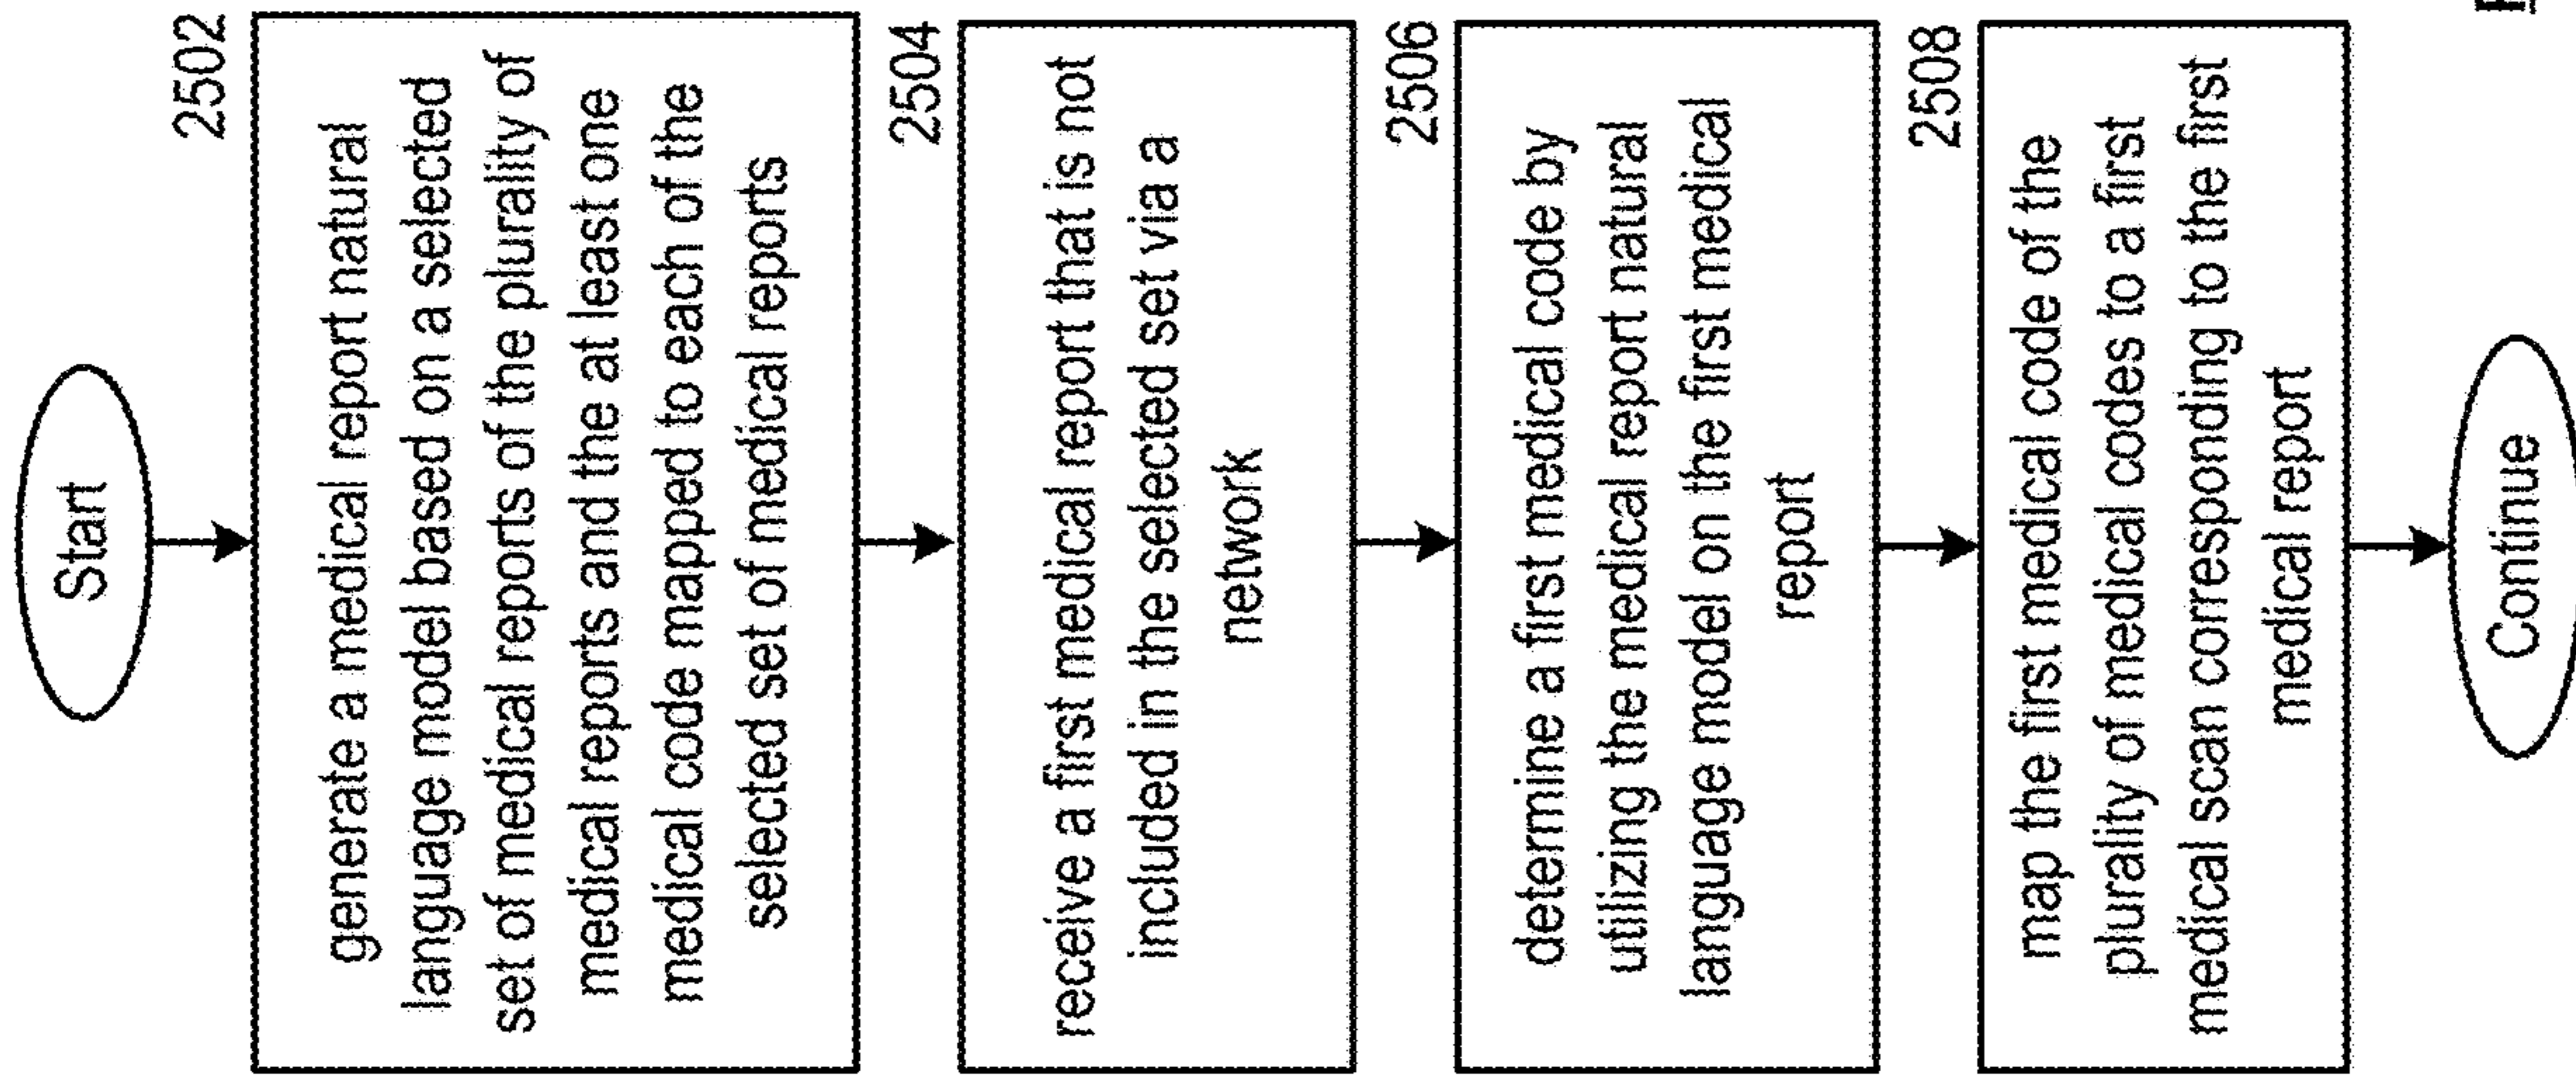 Start
2502
generate a medical report natural
language model based on a selected
set of medical reports of the plurality of
medical reports and the at least one
medical code mapped to each of the
selected set of medical reports
2504
receive a first medical report that is not
included in the selected set via a
network
2506
determine a first medical code by
utilizing the medical report natural
language model on the first medical
report
2508
map the first medical code of the
plurality of medical codes to a first
medical scan corresponding to the first
medical report
Continue